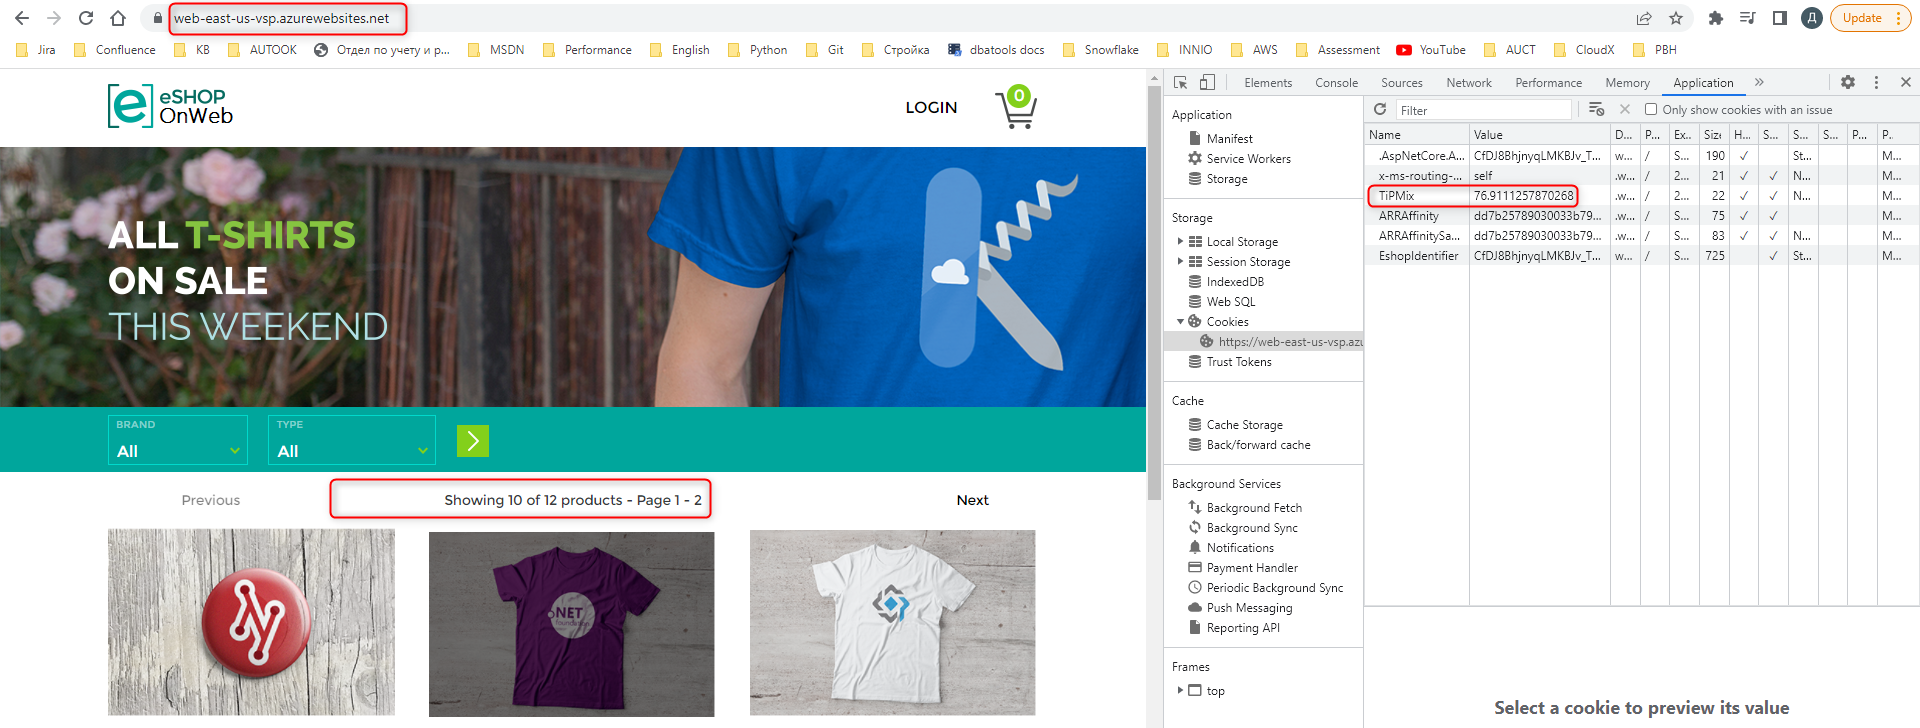 web-east-us-vsp.azurewebsites.net
Д
Update
Jira
Confluence
KB
AUTOOK
Отдел по учету и р...
MSDN
Performance
English
Python
Git
Стройка
dbatools docs
Snowflake
INNIO
AWS
Assessment
YouTube
AUCT
CloudX
PBH
eSHOP
OnWeb
LOGIN
0
ALL T-SHIRTS
ON SALE
THIS WEEKEND
BRAND
All
TYPE
All
Previous
Showing 10 of 12 products - Page 1 - 2
Next
.NET
foundation
Elements
Console
Sources
Network
Performance
Memory
Application
Application
Manifest
Service Workers
Storage
Storage
Local Storage
Session Storage
IndexedDB
Web SQL
Cookies
https://web-east-us-vsp.azu
Trust Tokens
Cache
Cache Storage
Back/forward cache
Background Services
Background Fetch
Background Sync
Notifications
Payment Handler
Periodic Background Sync
Push Messaging
Reporting API
Frames
top
Filter
Only show cookies with an issue
Name Value D... P... Ex... Size H... S... S... S... P... P..
.AspNetCore.A... CfDJ8BhjnyqLMKBJv_T... w... / S... 190 ✓ St... M...
x-ms-routing-... self .w... / 2... 21 ✓ ✓ N... M...
TiPMix 76.9111257870268 .w... / 2... 22 ✓ ✓ N... M...
ARRAffinity dd7b25789030033b79... .w... / S... 75 ✓ ✓ M...
ARRAffinitySa... dd7b25789030033b79... .w... / S... 83 ✓ ✓ N... M...
EshopIdentifier CfDJ8BhjnyqLMKBJv_T... w... / S... 725 ✓ St... M...
Select a cookie to preview its value